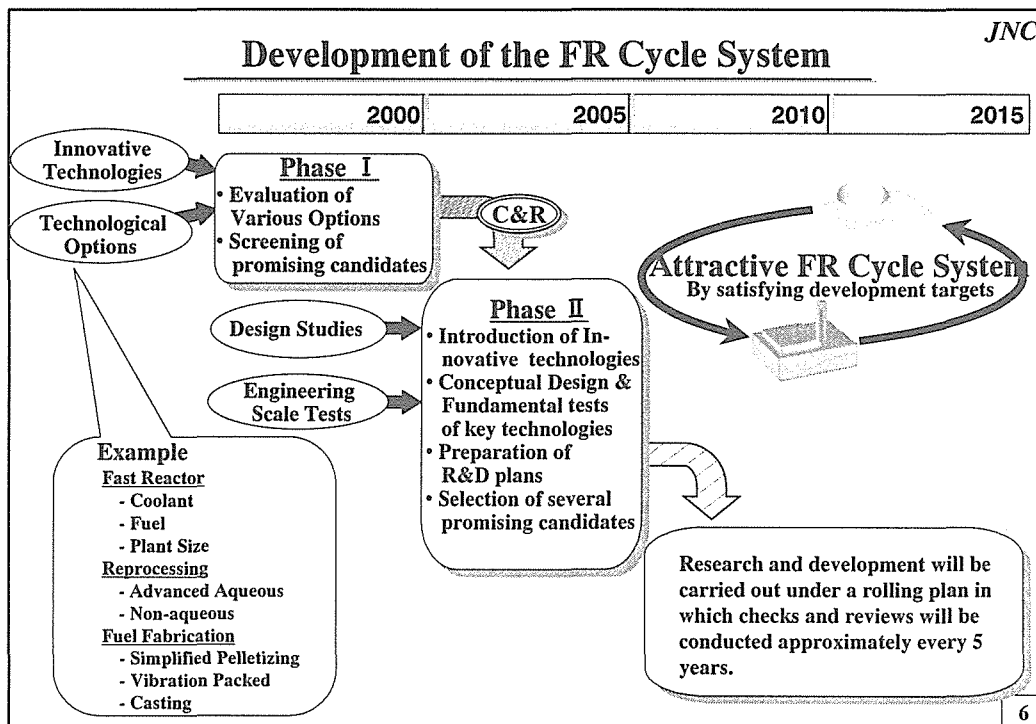 JNC
Development of the FR Cycle System
2000
2005
2010
2015
Innovative
Technologies
Technological
Options
Phase I
• Evaluation of
Various Options
• Screening of
promising candidates
C&R
Attractive FR Cycle System
By satisfying development targets
Design Studies
Engineering
Scale Tests
Phase II
• Introduction of In-
novative technologies
• Conceptual Design &
Fundamental tests
of key technologies
• Preparation of
R&D plans
• Selection of several
promising candidates
Example
Fast Reactor
- Coolant
- Fuel
- Plant Size
Reprocessing
- Advanced Aqueous
- Non-aqueous
Fuel Fabrication
- Simplified Pelletizing
- Vibration Packed
- Casting
Research and development will be
carried out under a rolling plan in
which checks and reviews will be
conducted approximately every 5
years.
6